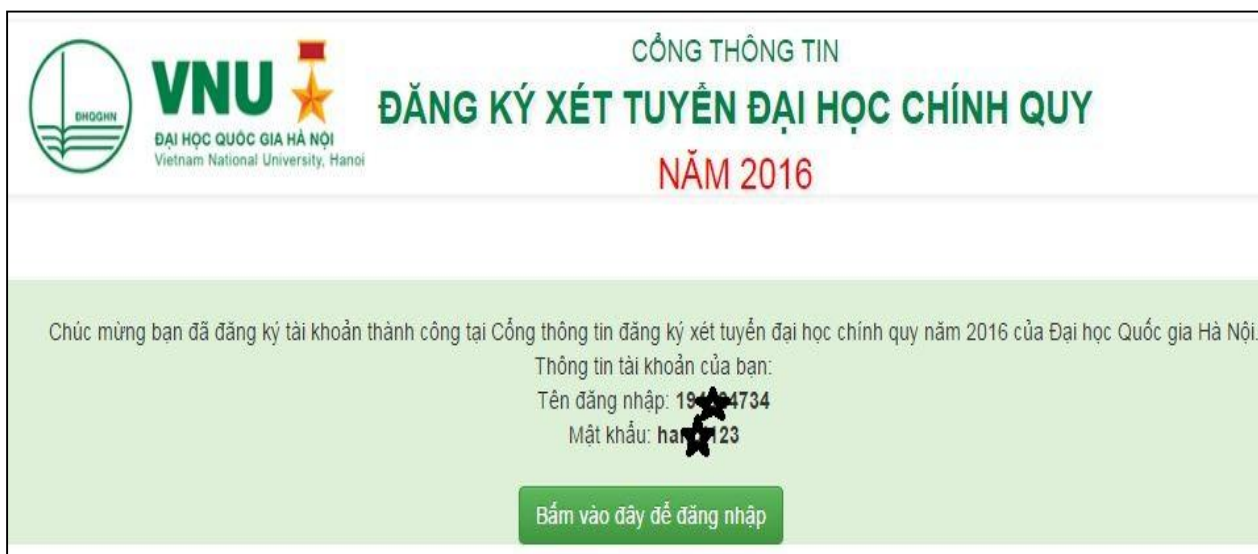 ĐHQGHN
VNU
ĐẠI HỌC QUỐC GIA HÀ NỘI
Vietnam National University, Hanoi
CỔNG THÔNG TIN
ĐĂNG KÝ XÉT TUYỂN ĐẠI HỌC CHÍNH QUY
NĂM 2016
Chúc mừng bạn đã đăng ký tài khoản thành công tại Cổng thông tin đăng ký xét tuyển đại học chính quy năm 2016 của Đại học Quốc gia Hà Nội.
Thông tin tài khoản của bạn:
Tên đăng nhập:
Mật khẩu:
Bấm vào đây để đăng nhập